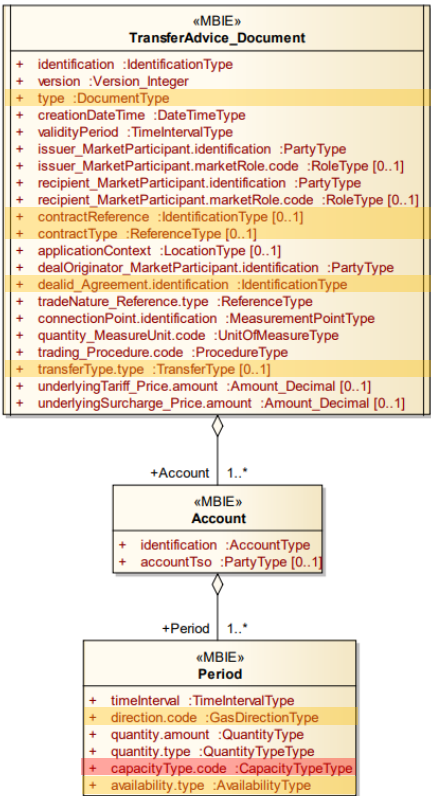 «MBIE»
TransferAdvice_Document
+ identification :IdentificationType
+ version :Version_Integer
+ type :DocumentType
+ creationDateTime :DateTimeType
+ validityPeriod :TimeIntervalType
+ issuer_MarketParticipant.identification :PartyType
+ issuer_MarketParticipant.marketRole.code :RoleType [0..1]
+ recipient_MarketParticipant.identification :PartyType
+ recipient_MarketParticipant.marketRole.code :RoleType [0..1]
+ contractReference :IdentificationType [0..1]
+ contractType :ReferenceType [0..1]
+ applicationContext :LocationType [0..1]
+ dealOriginator_MarketParticipant.identification :PartyType
+ dealid_Agreement.identification :IdentificationType
+ tradeNature_Reference.type :ReferenceType
+ connectionPoint.identification :MeasurementPointType
+ quantity_MeasureUnit.code :UnitOfMeasureType
+ trading_Procedure.code :ProcedureType
+ transferType.type :TransferType [0..1]
+ underlyingTariff_Price.amount :Amount_Decimal [0..1]
+ underlyingSurcharge_Price.amount :Amount_Decimal [0..1]
+Account 1..*
«MBIE»
Account
+ identification :AccountType
+ accountTso :PartyType [0..1]
+Period 1..*
«MBIE»
Period
+ timeInterval :TimeIntervalType
+ direction.code :GasDirectionType
+ quantity.amount :QuantityType
+ quantity.type :QuantityTypeType
+ capacityType.code :CapacityTypeType
+ availability.type :AvailabilityType